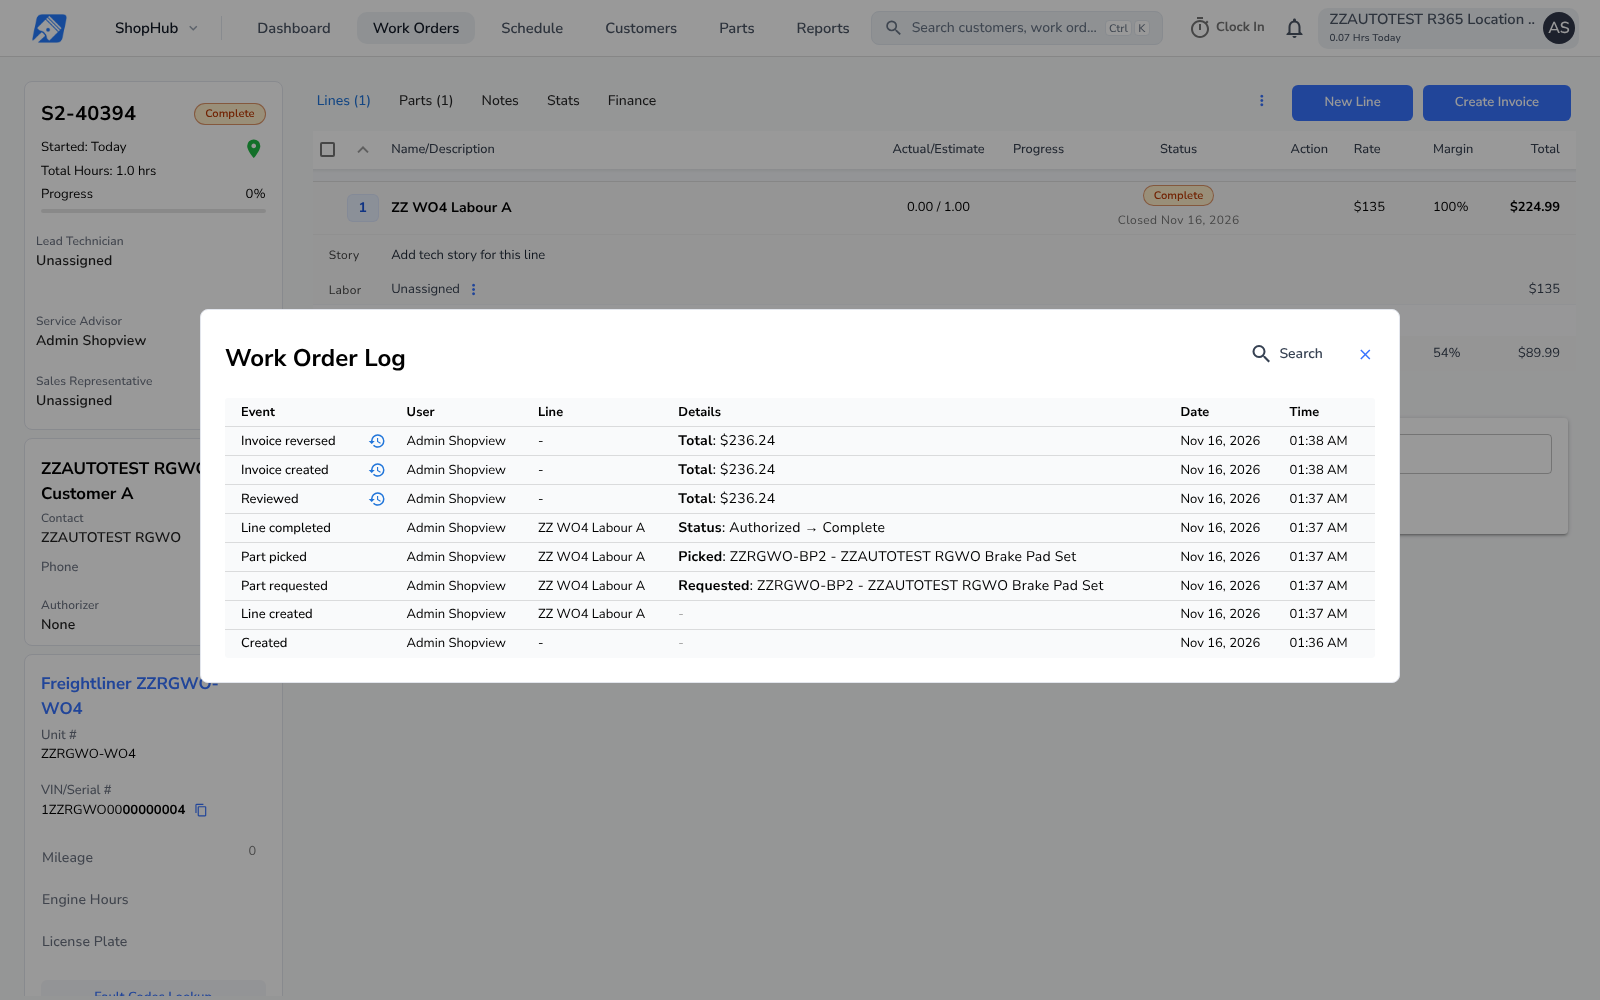 ShopHub
Dashboard
Work Orders
Schedule
Customers
Parts
Reports
Search customers, work ord... Ctrl K
Clock In
ZZAUTOTEST R365 Location ..
0.07 Hrs Today
AS
S2-40394
Complete
Started: Today
Total Hours: 1.0 hrs
Progress 0%
Lead Technician
Unassigned
Service Advisor
Admin Shopview
Sales Representative
Unassigned
ZZAUTOTEST RGWO
Customer A
Contact
ZZAUTOTEST RGWO
Phone
Authorizer
None
Freightliner ZZRGWO-
WO4
Unit #
ZZRGWO-WO4
VIN/Serial #
1ZZRGWO0000000004
Mileage 0
Engine Hours
License Plate
Fault Codes Lookup
Lines (1) Parts (1) Notes Stats Finance
New Line
Create Invoice
Name/Description Actual/Estimate Progress Status Action Rate Margin Total
1 ZZ WO4 Labour A 0.00 / 1.00 Complete $135 100% $224.99
Closed Nov 16, 2026
Story Add tech story for this line
Labor Unassigned $135
54% $89.99
Work Order Log
Search
Event User Line Details Date Time
Invoice reversed Admin Shopview - Total: $236.24 Nov 16, 2026 01:38 AM
Invoice created Admin Shopview - Total: $236.24 Nov 16, 2026 01:38 AM
Reviewed Admin Shopview - Total: $236.24 Nov 16, 2026 01:37 AM
Line completed Admin Shopview ZZ WO4 Labour A Status: Authorized → Complete Nov 16, 2026 01:37 AM
Part picked Admin Shopview ZZ WO4 Labour A Picked: ZZRGWO-BP2 - ZZAUTOTEST RGWO Brake Pad Set Nov 16, 2026 01:37 AM
Part requested Admin Shopview ZZ WO4 Labour A Requested: ZZRGWO-BP2 - ZZAUTOTEST RGWO Brake Pad Set Nov 16, 2026 01:37 AM
Line created Admin Shopview ZZ WO4 Labour A - Nov 16, 2026 01:37 AM
Created Admin Shopview - - Nov 16, 2026 01:36 AM